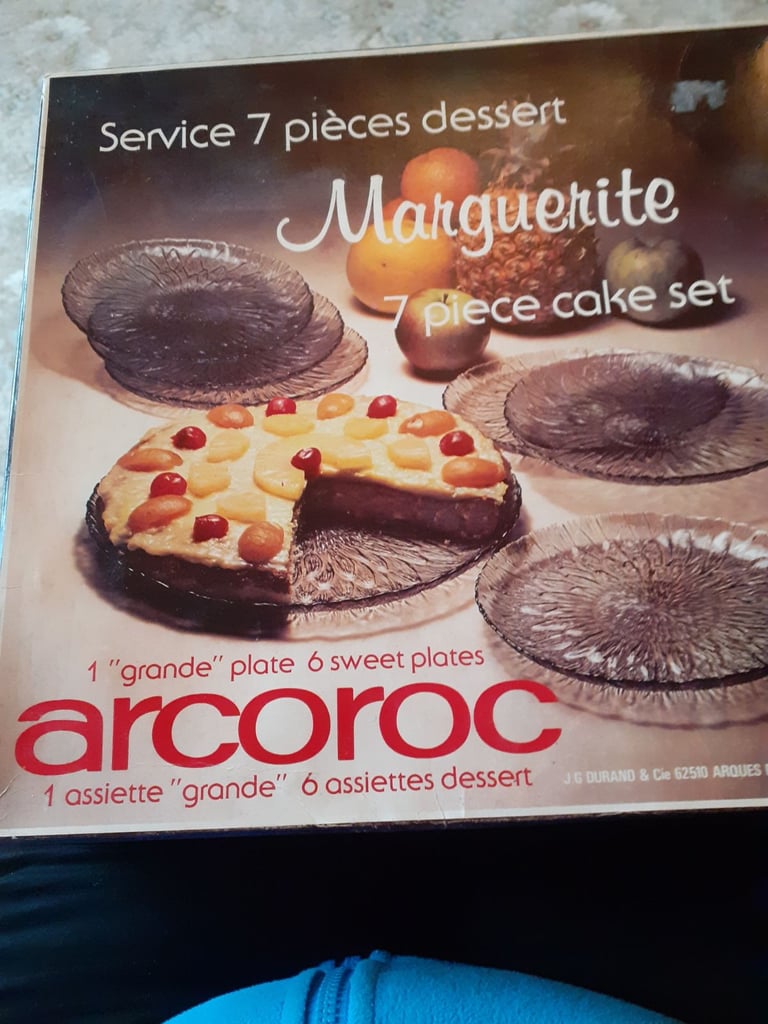 Service 7 pièces dessert
Marguerite
7 piece cake set
1 "grande" plate 6 sweet plates
arcoroc
1 assiette "grande" 6 assiettes dessert
J G DURAND & Cie 62510 ARQUES